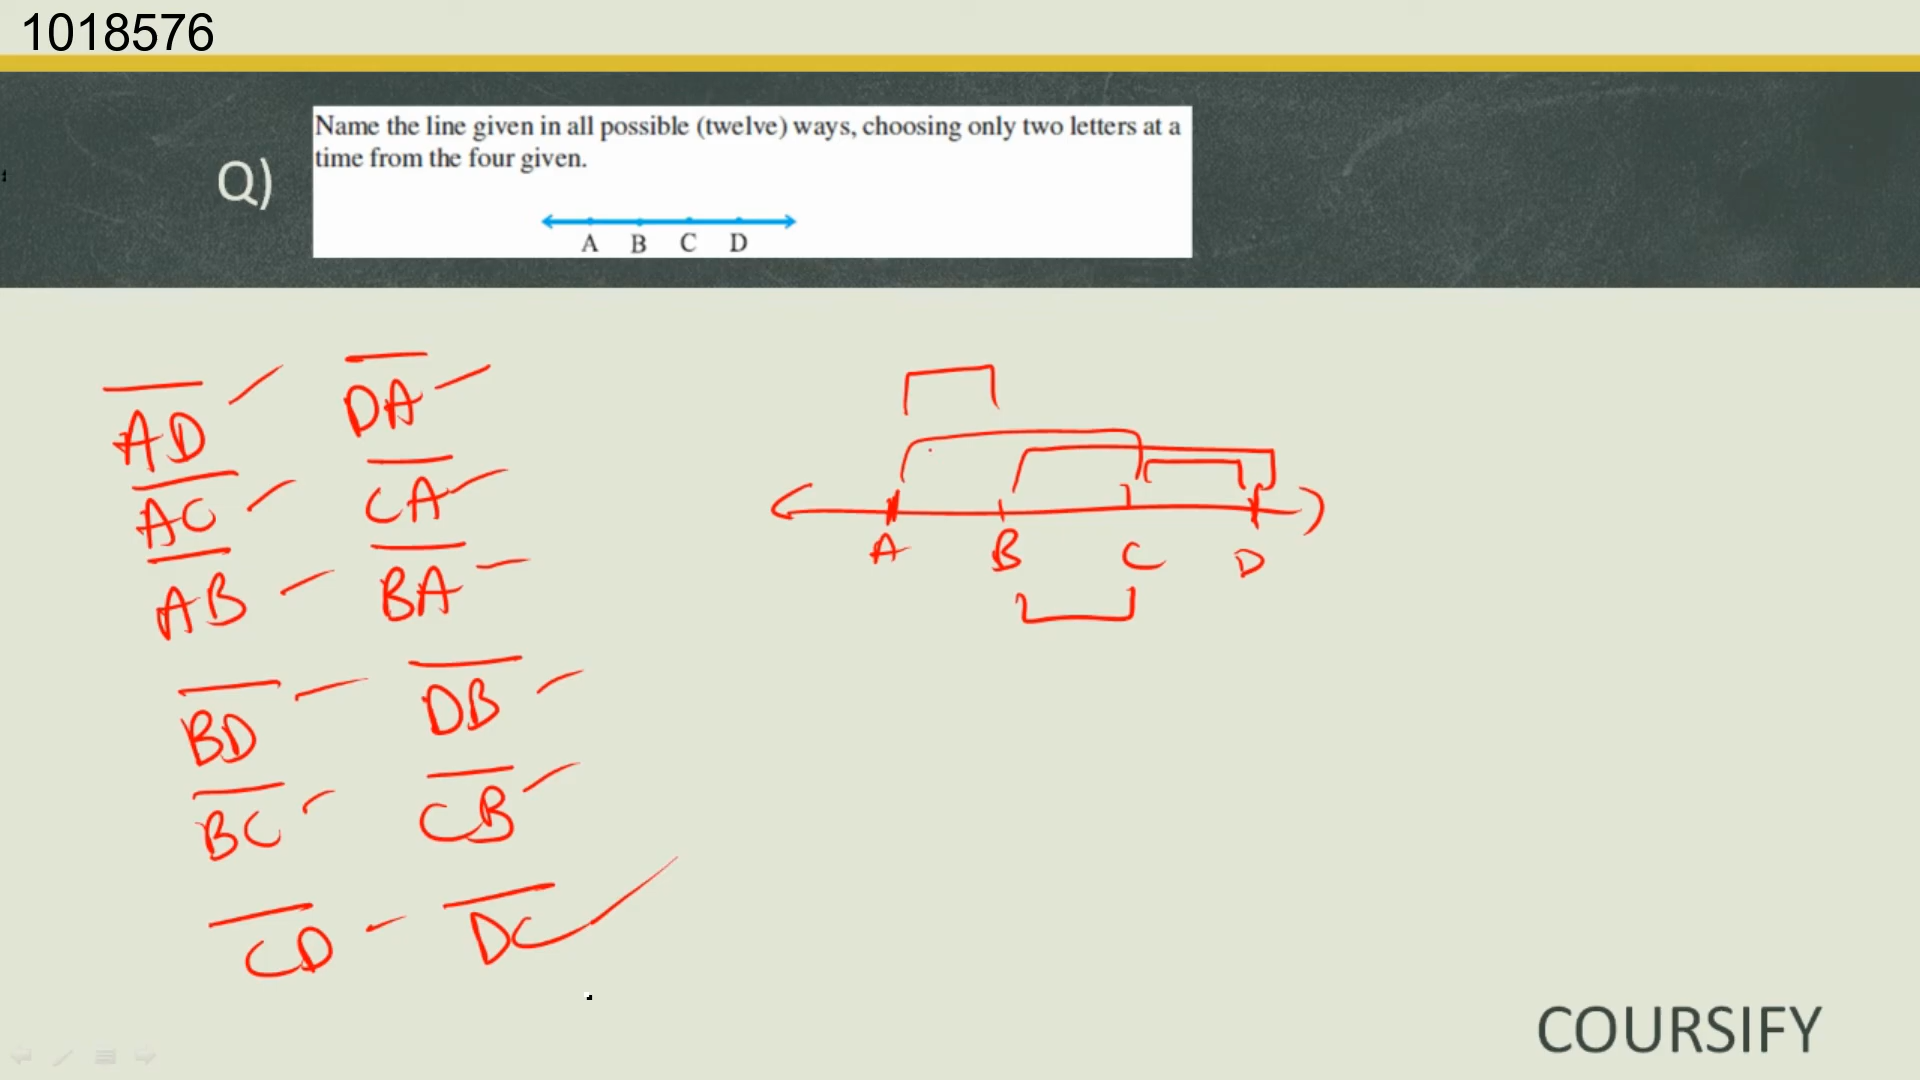 1018576
Q)
Name the line given in all possible (twelve) ways, choosing only two letters at a
time from the four given.
A B C D
AD DA
AC CA
AB BA
BD DB
BC CB
CD DC
A B C D
COURSIFY